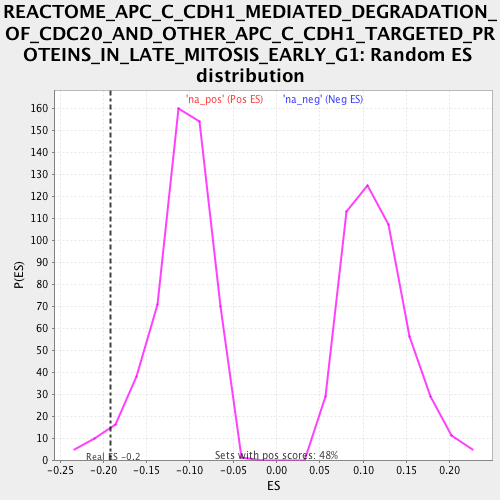 REACTOME_APC_C_CDH1_MEDIATED_DEGRADATION_
OF_CDC20_AND_OTHER_APC_C_CDH1_TARGETED_PR
OTEINS_IN_LATE_MITOSIS_EARLY_G1: Random ES
distribution
'na_pos' (Pos ES) 'na_neg' (Neg ES)
160
150
140
130
120
110
100
90
80
70
60
50
40
30
20
10
0
P(ES)
Real ES -0.2 Sets with pos scores: 48%
-0.25 -0.20 -0.15 -0.10 -0.05 0.00 0.05 0.10 0.15 0.20
ES